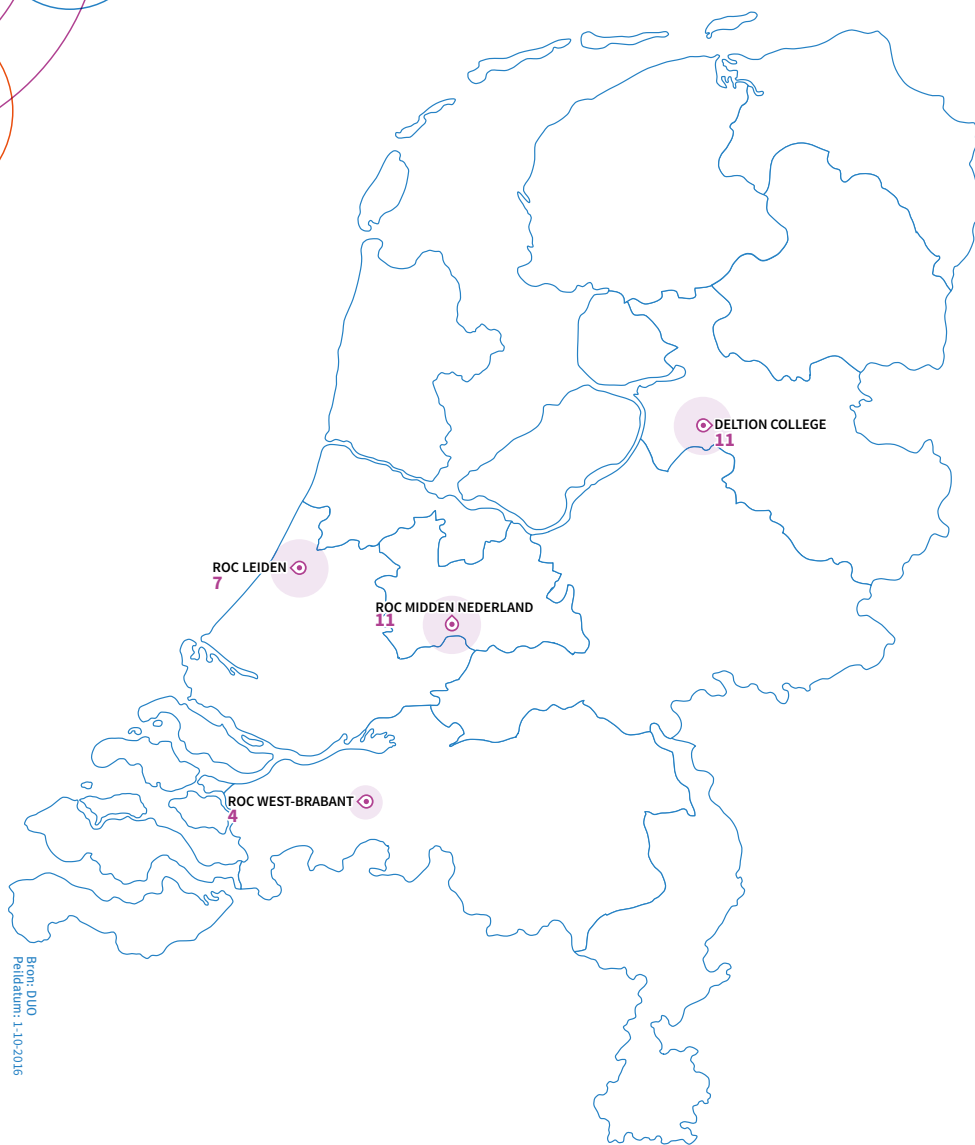 DELTION COLLEGE
11
ROC LEIDEN
7
ROC MIDDEN NEDERLAND
11
ROC WEST-BRABANT
4
Bron: DUO
Peildatum: 1-10-2016